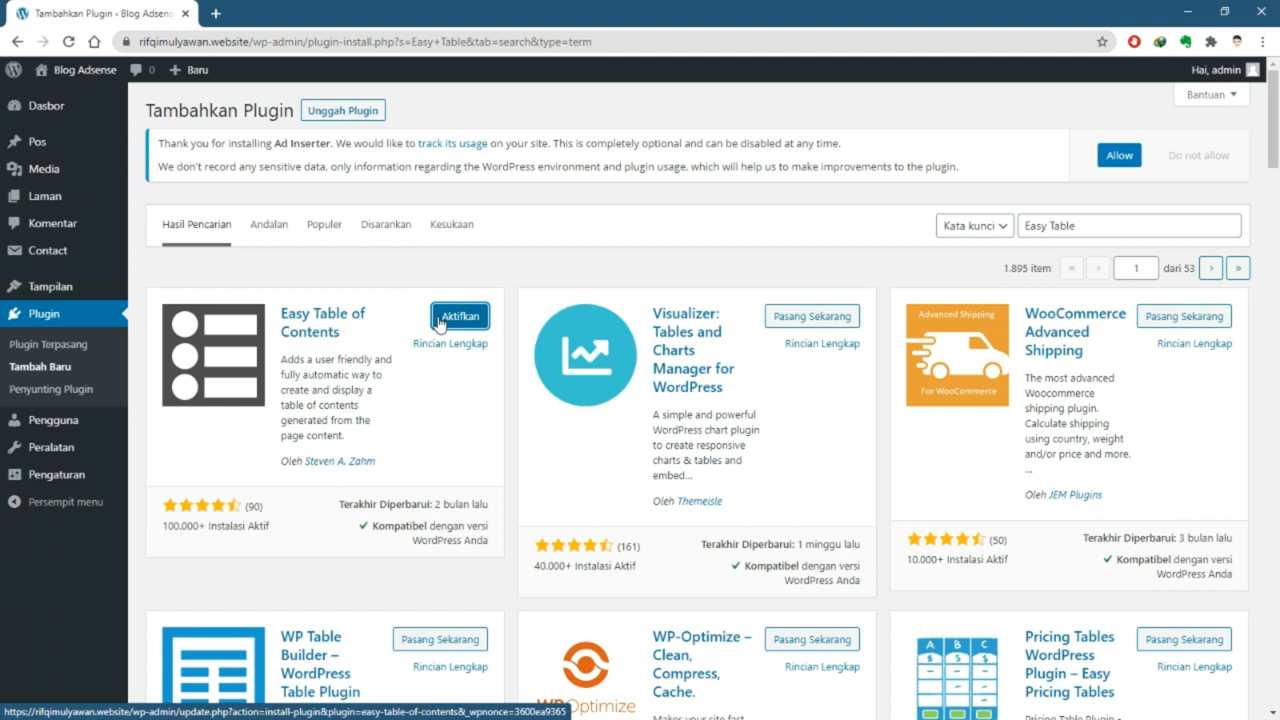 Tambahkan Plugin ‹ Blog Adsens
rifqimulyawan.website/wp-admin/plugin-install.php?s=Easy+Table&tab=search&type=term
Blog Adsense
0
Baru
Hai, admin
Dasbor
Pos
Media
Laman
Komentar
Contact
Tampilan
Plugin
Plugin Terpasang
Tambah Baru
Penyunting Plugin
Pengguna
Peralatan
Pengaturan
Persempit menu
Bantuan
Tambahkan Plugin
Unggah Plugin
Thank you for installing Ad Inserter. We would like to track its usage on your site. This is completely optional and can be disabled at any time.
We don't record any sensitive data, only information regarding the WordPress environment and plugin usage, which will help us to make improvements to the plugin.
Allow
Do not allow
Hasil Pencarian
Andalan
Populer
Disarankan
Kesukaan
Kata kunci
Easy Table
1.895 item
«
‹
1
dari 53
›
»
Easy Table of
Contents
Aktifkan
Rincian Lengkap
Adds a user friendly and
fully automatic way to
create and display a
table of contents
generated from the
page content.
Oleh Steven A. Zahm
(90)
100.000+ Instalasi Aktif
Terakhir Diperbarui: 2 bulan lalu
Kompatibel dengan versi
WordPress Anda
Visualizer:
Tables and
Charts
Manager for
WordPress
Pasang Sekarang
Rincian Lengkap
A simple and powerful
WordPress chart plugin
to create responsive
charts & tables and
embed...
Oleh Themeisle
(161)
40.000+ Instalasi Aktif
Terakhir Diperbarui: 1 minggu lalu
Kompatibel dengan versi
WordPress Anda
Advanced Shipping
For WooCommerce
WooCommerce
Advanced
Shipping
Pasang Sekarang
Rincian Lengkap
The most advanced
Woocommerce
shipping plugin.
Calculate shipping
using country, weight
and/or price and more.
...
Oleh JEM Plugins
(50)
10.000+ Instalasi Aktif
Terakhir Diperbarui: 3 bulan lalu
Kompatibel dengan versi
WordPress Anda
WP Table
Builder –
WordPress
Table Plugin
Pasang Sekarang
Rincian Lengkap
WPOptimize
WP-Optimize –
Clean,
Compress,
Cache.
Pasang Sekarang
Rincian Lengkap
A B C
$ $ $
Pricing Tables
WordPress
Plugin – Easy
Pricing Tables
Pasang Sekarang
Rincian Lengkap
https://rifqimulyawan.website/wp-admin/update.php?action=install-plugin&plugin=easy-table-of-contents&_wpnonce=3600ea9365